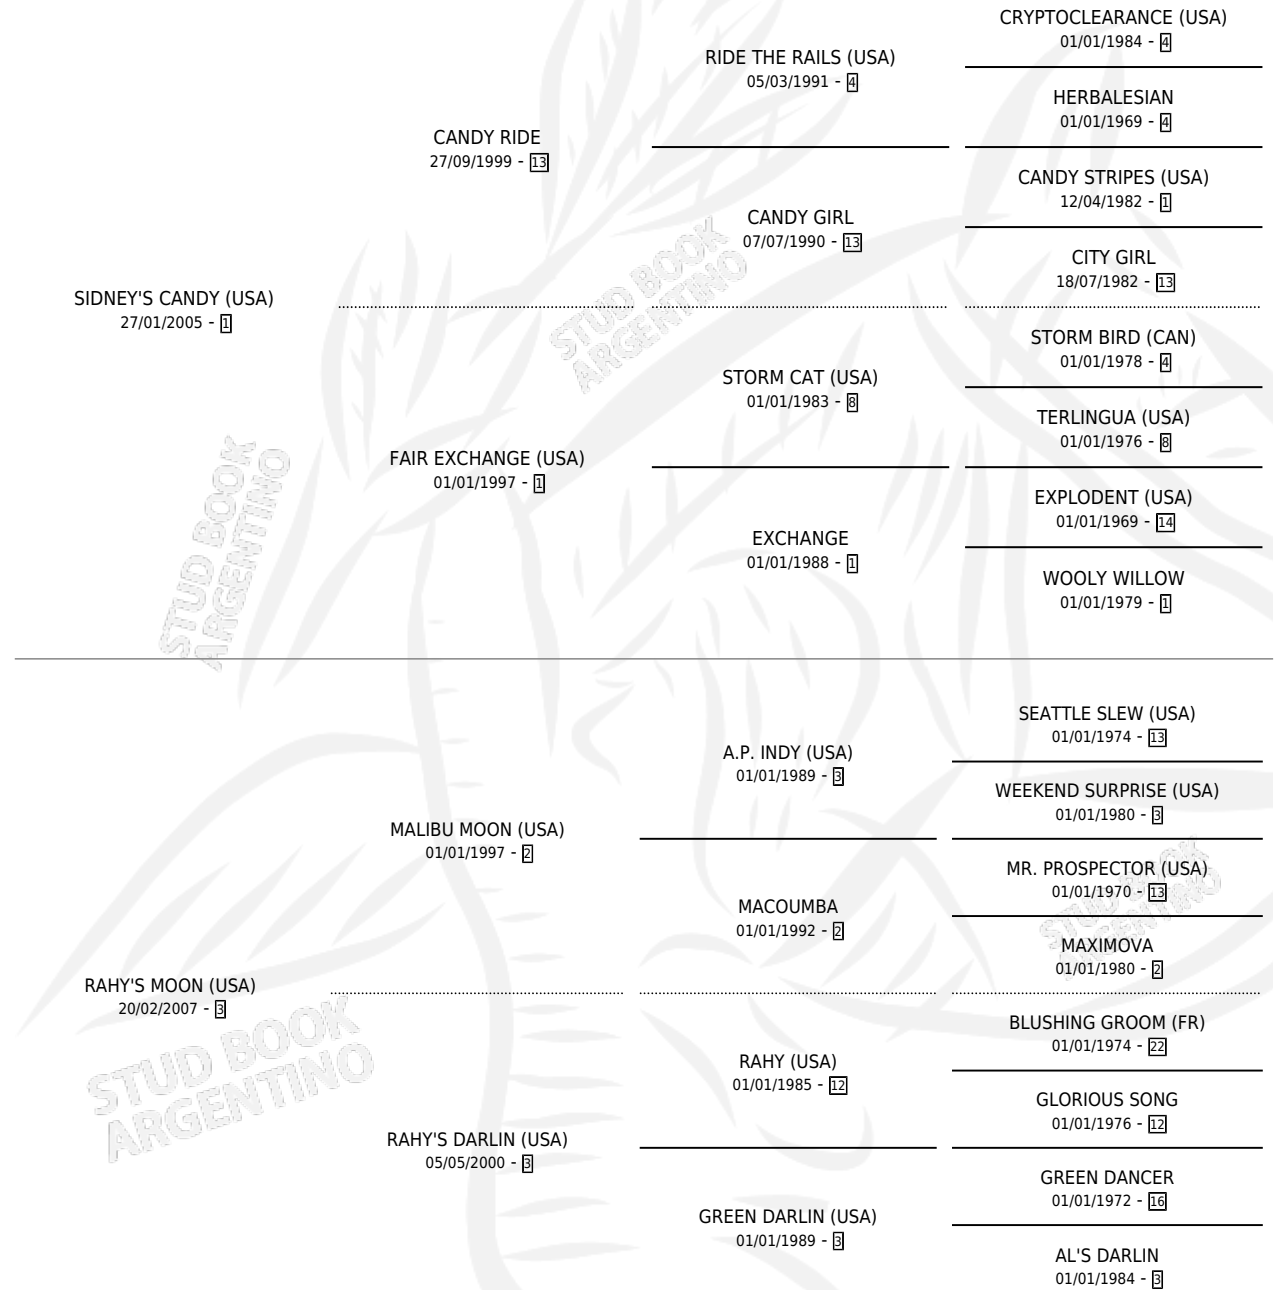 CRYPTOCLEARANCE (USA)
01/01/1984 - 4
RIDE THE RAILS (USA)
05/03/1991 - 4
HERBALESIAN
01/01/1969 - 4
CANDY RIDE
27/09/1999 - 13
CANDY STRIPES (USA)
12/04/1982 - 1
CANDY GIRL
07/07/1990 - 13
CITY GIRL
18/07/1982 - 13
SIDNEY'S CANDY (USA)
27/01/2005 - 1
STORM BIRD (CAN)
01/01/1978 - 4
STORM CAT (USA)
01/01/1983 - 8
TERLINGUA (USA)
01/01/1976 - 8
FAIR EXCHANGE (USA)
01/01/1997 - 1
EXPLODENT (USA)
01/01/1969 - 14
EXCHANGE
01/01/1988 - 1
WOOLY WILLOW
01/01/1979 - 1
STUD BOOK
ARGENTINO
STUD BOOK
ARGENTINO
SEATTLE SLEW (USA)
01/01/1974 - 13
A.P. INDY (USA)
01/01/1989 - 3
WEEKEND SURPRISE (USA)
01/01/1980 - 3
MALIBU MOON (USA)
01/01/1997 - 2
MR. PROSPECTOR (USA)
01/01/1970 - 13
MACOUMBA
01/01/1992 - 2
MAXIMOVA
01/01/1980 - 2
STUD BOOK
ARGENTINO
RAHY'S MOON (USA)
20/02/2007 - 3
BLUSHING GROOM (FR)
01/01/1974 - 22
RAHY (USA)
01/01/1985 - 12
GLORIOUS SONG
01/01/1976 - 12
RAHY'S DARLIN (USA)
05/05/2000 - 3
GREEN DANCER
01/01/1972 - 16
GREEN DARLIN (USA)
01/01/1989 - 3
AL'S DARLIN
01/01/1984 - 3
STUD BOOK
ARGENTINO